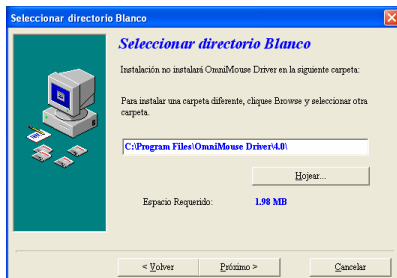 Seleccionar directorio Blanco
Seleccionar directorio Blanco
Instalación no instalará OmniMouse Driver en la siguiente carpeta:
Para instalar una carpeta diferente, clique Browse y seleccionar otra
carpeta.
C:\Program Files\OmniMouse Driver\4.0\
Hojear...
Espacio Requerido: 1.98 MB
< Volver Próximo > Cancelar